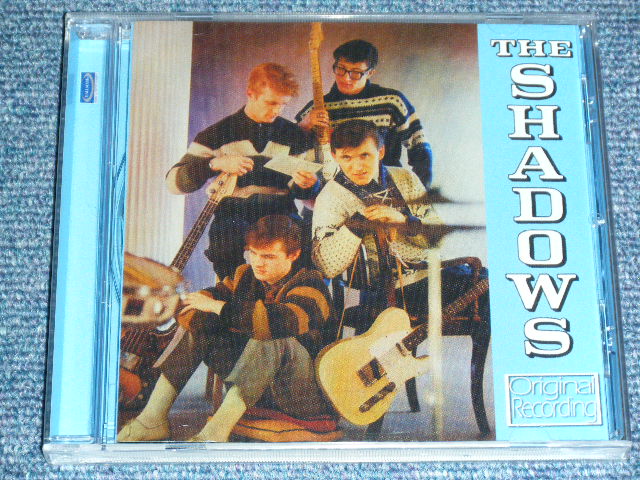 THE
SHADOWS
Original
Recording